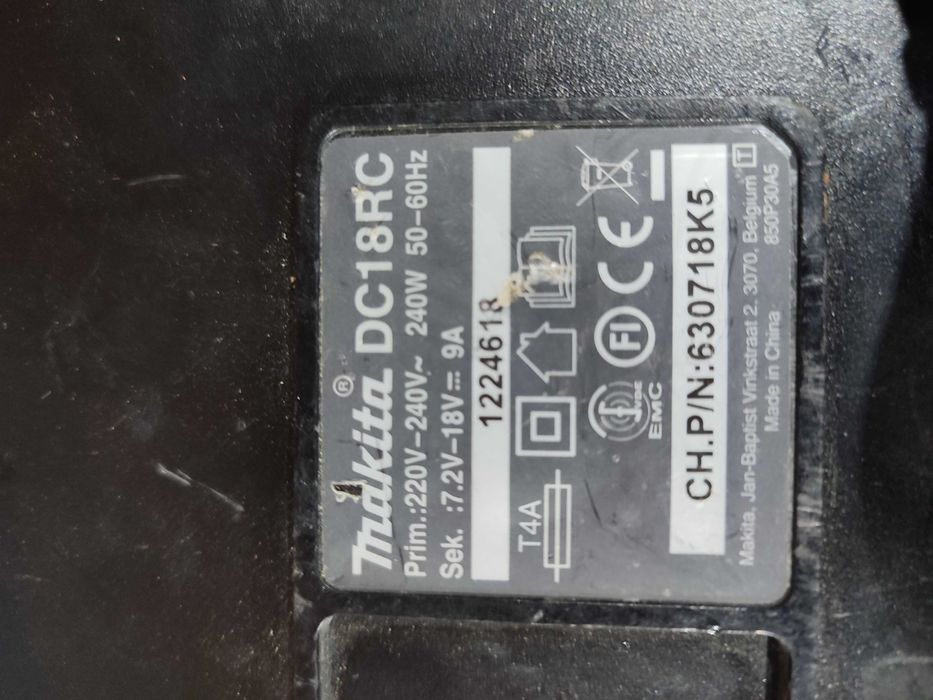 makita® DC18RC
Prim.:220V-240V~ 240W 50-60Hz
Sek. :7.2V-18V⎓ 9A
1224618
T4A
FI
CE
EMC
CH.P/N:630718K5
Makita, Jan-Baptist Vinkstraat 2, 3070, Belgium T
Made in China 850P30A5